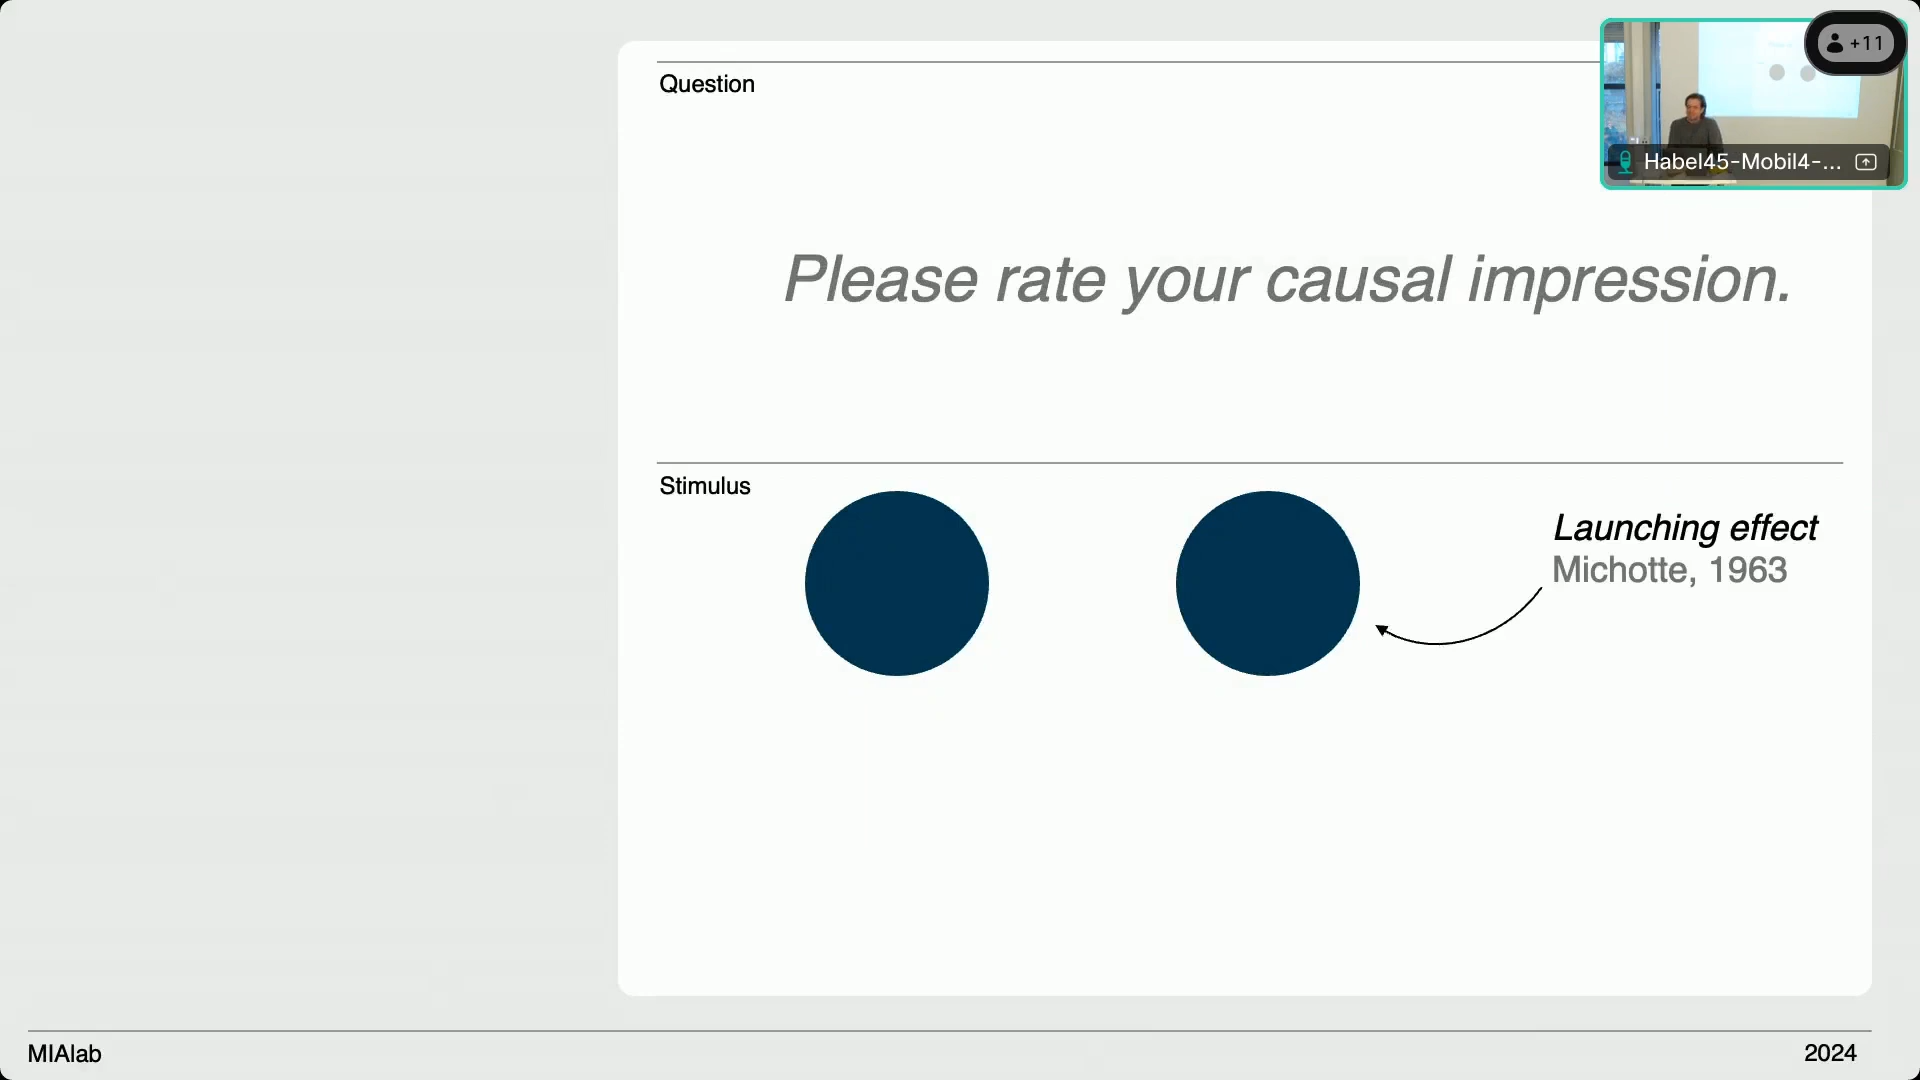 Question
+11
Habel45-Mobil4-...
Please rate your causal impression.
Stimulus
Launching effect
Michotte, 1963
MIAlab
2024